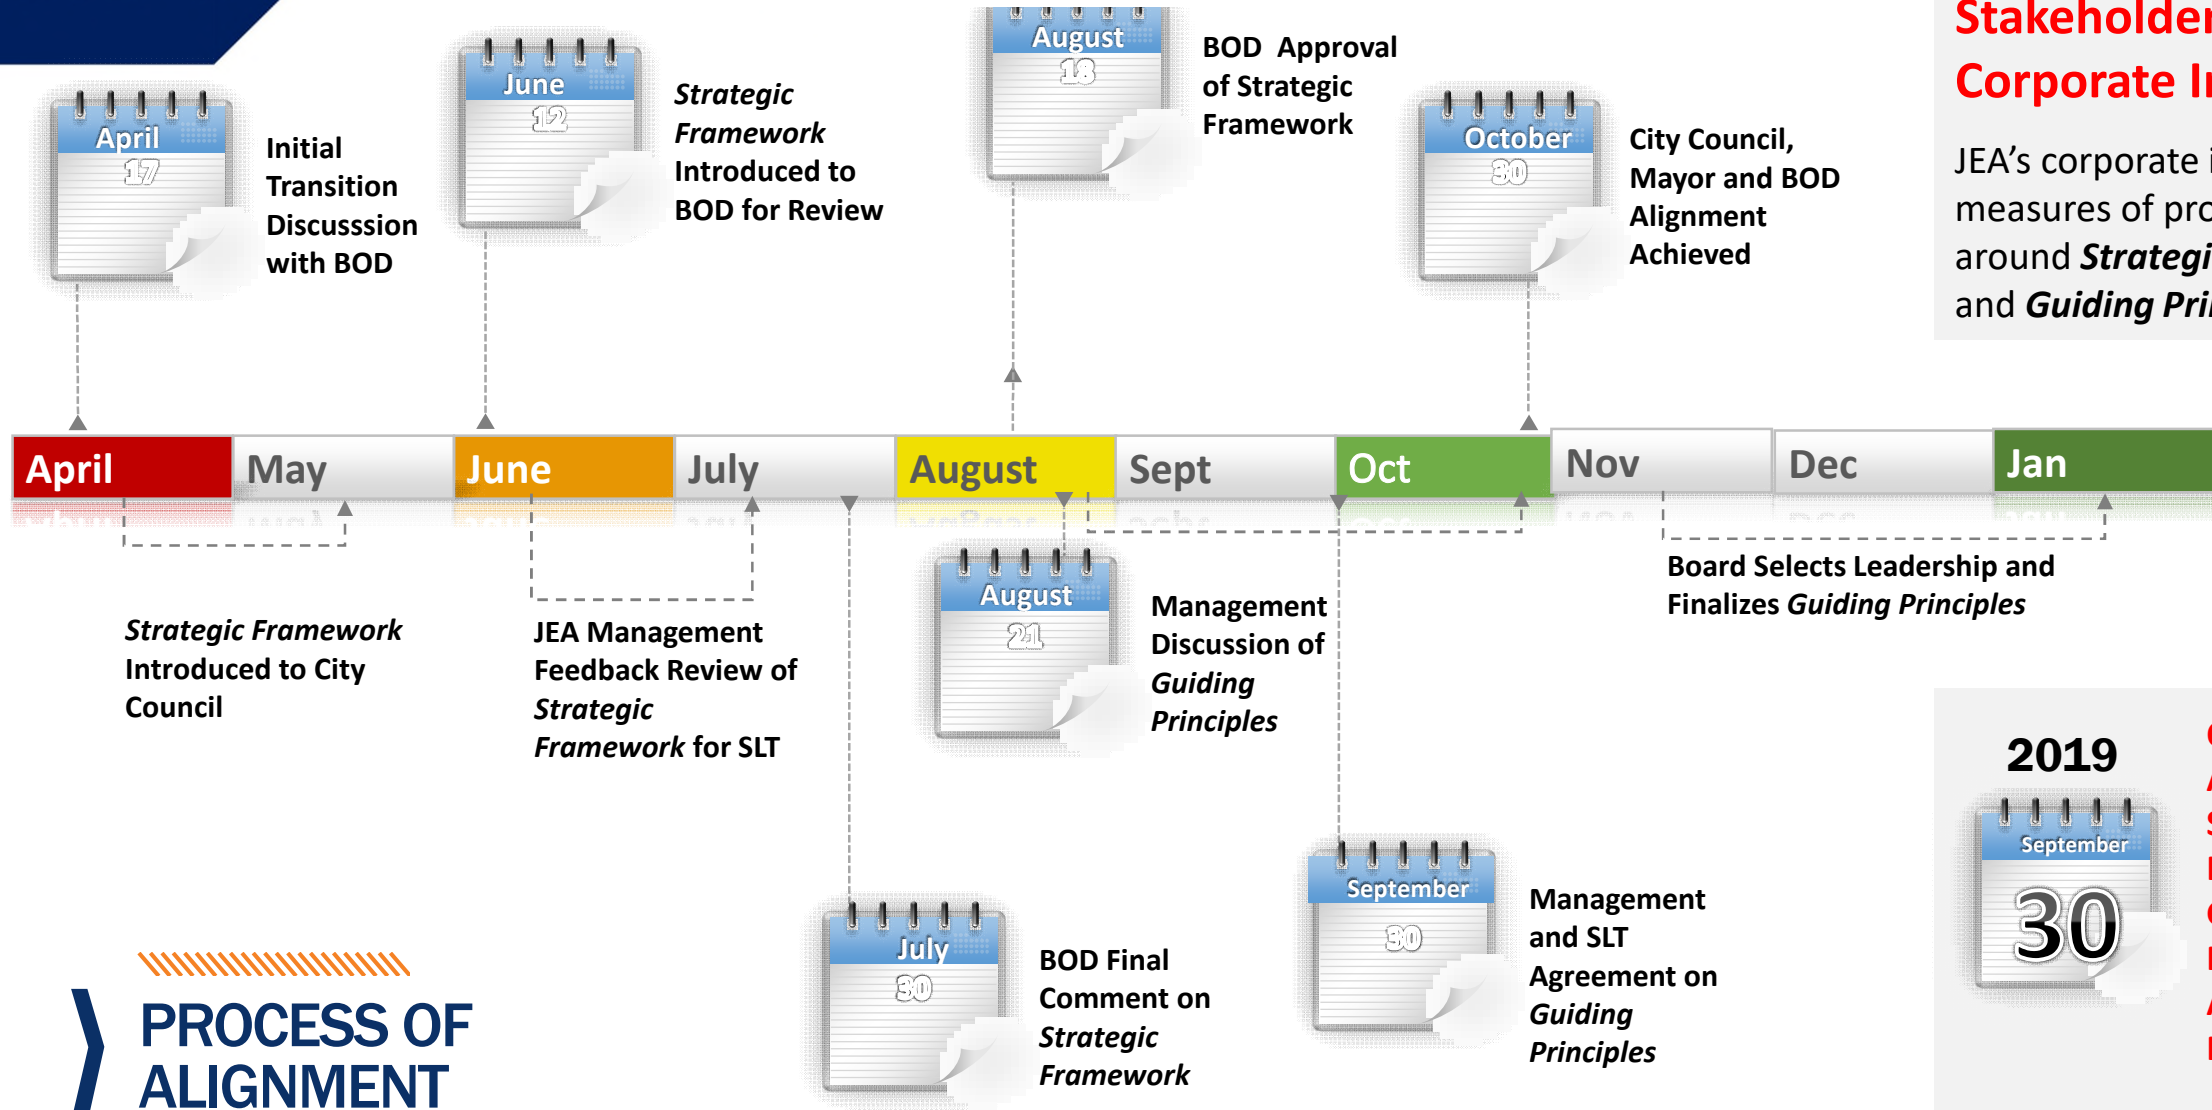 April
17
Initial
Transition
Discusssion
with BOD
June
12
Strategic
Framework
Introduced to
BOD for Review
August
18
BOD Approval
of Strategic
Framework
October
30
City Council,
Mayor and BOD
Alignment
Achieved
Stakeholder
Corporate
JEA's corporate
measures of
around
and Guiding
April
May
June
July
August
Sept
Oct
Nov
Dec
Jan
Strategic Framework
Introduced to City
Council
JEA Management
Feedback Review of
Strategic
Framework for SLT
August
21
Management
Discussion of
Guiding
Principles
Board Selects Leadership and
Finalizes Guiding Principles
July
30
BOD Final
Comment on
Strategic
Framework
September
30
Management
and SLT
Agreement on
Guiding
Principles
2019
September
30
PROCESS OF
ALIGNMENT